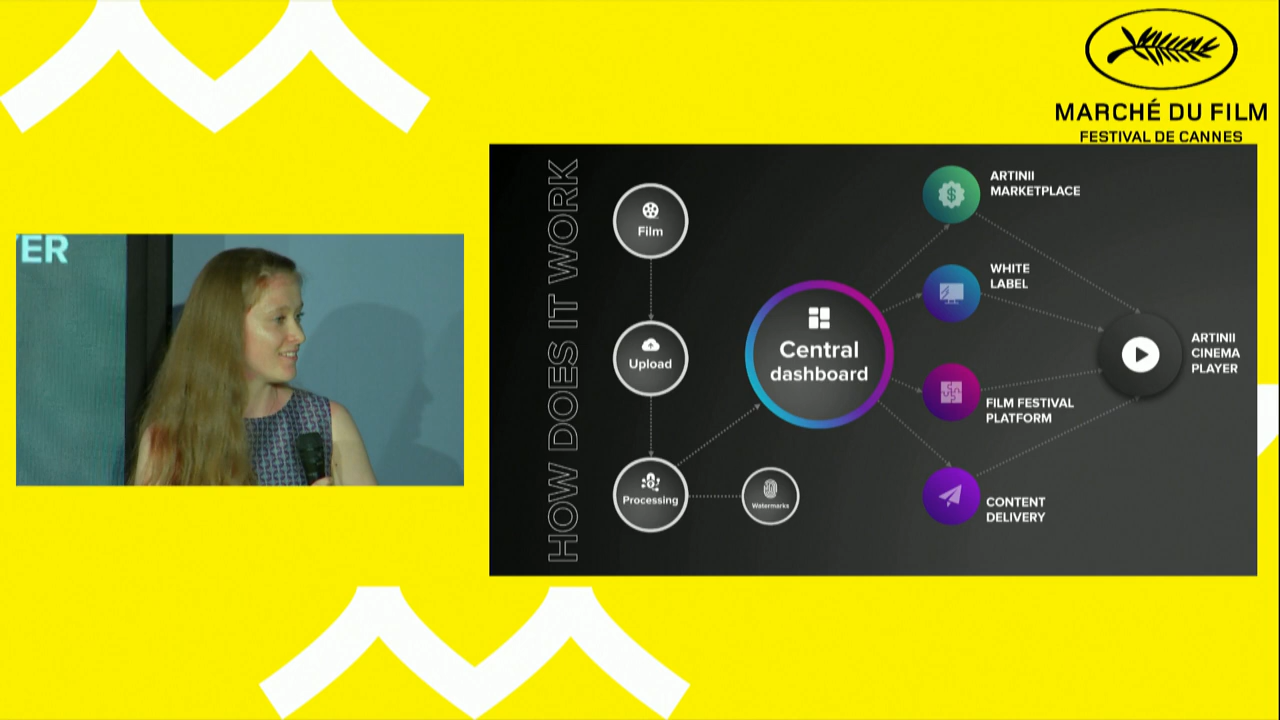 MARCHÉ DU FILM
FESTIVAL DE CANNES
ER
HOW DOES IT WORK
Film
Upload
Processing
Watermarks
Central
dashboard
ARTINII
MARKETPLACE
WHITE
LABEL
FILM FESTIVAL
PLATFORM
CONTENT
DELIVERY
ARTINII
CINEMA
PLAYER